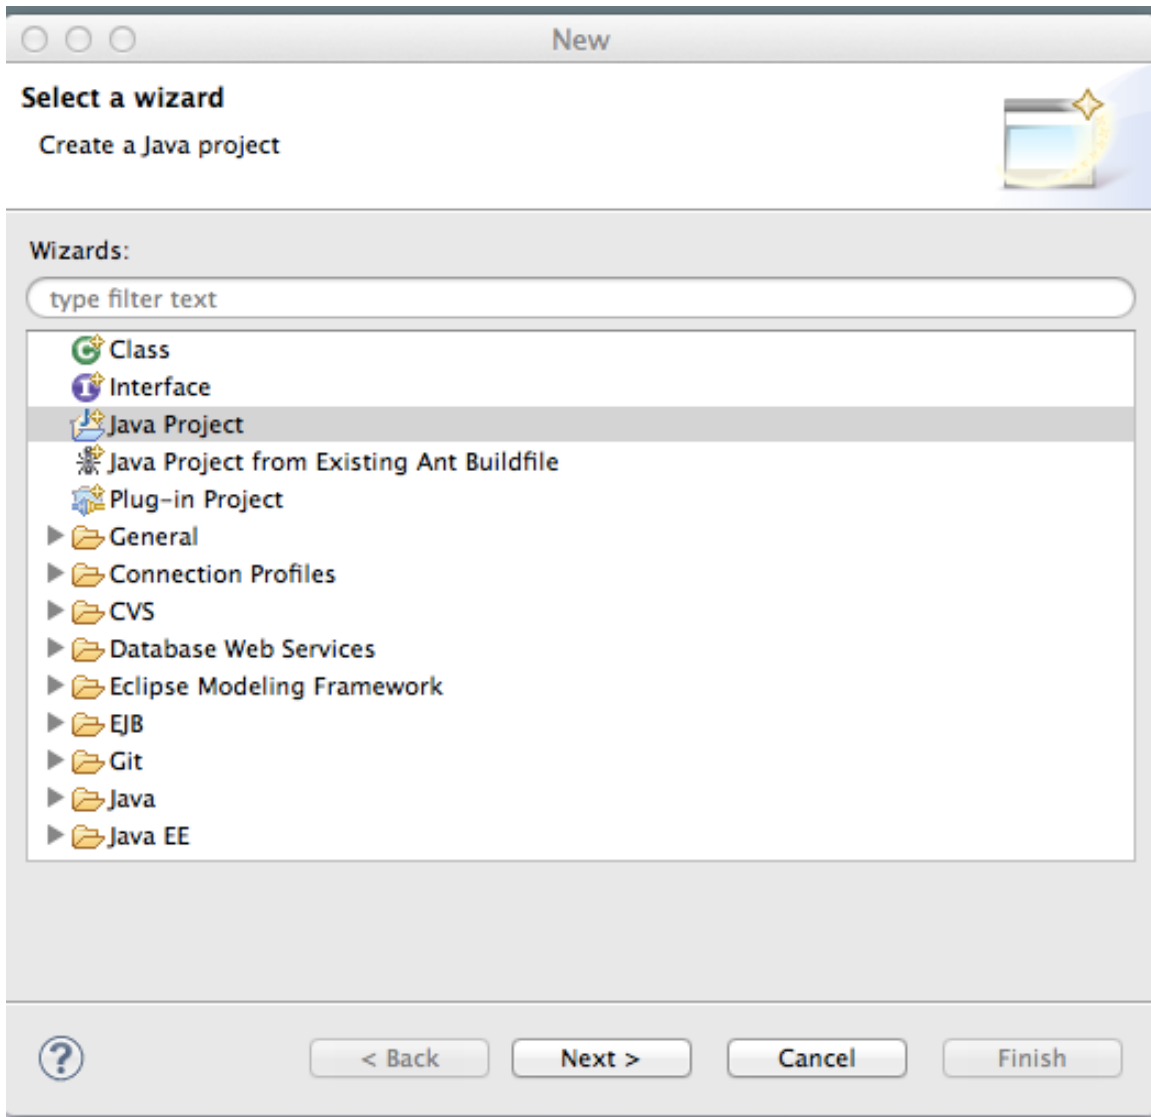 New
Select a wizard
Create a Java project
Wizards:
type filter text
Class
Interface
Java Project
Java Project from Existing Ant Buildfile
Plug-in Project
General
Connection Profiles
CVS
Database Web Services
Eclipse Modeling Framework
EJB
Git
Java
Java EE
? < Back Next > Cancel Finish